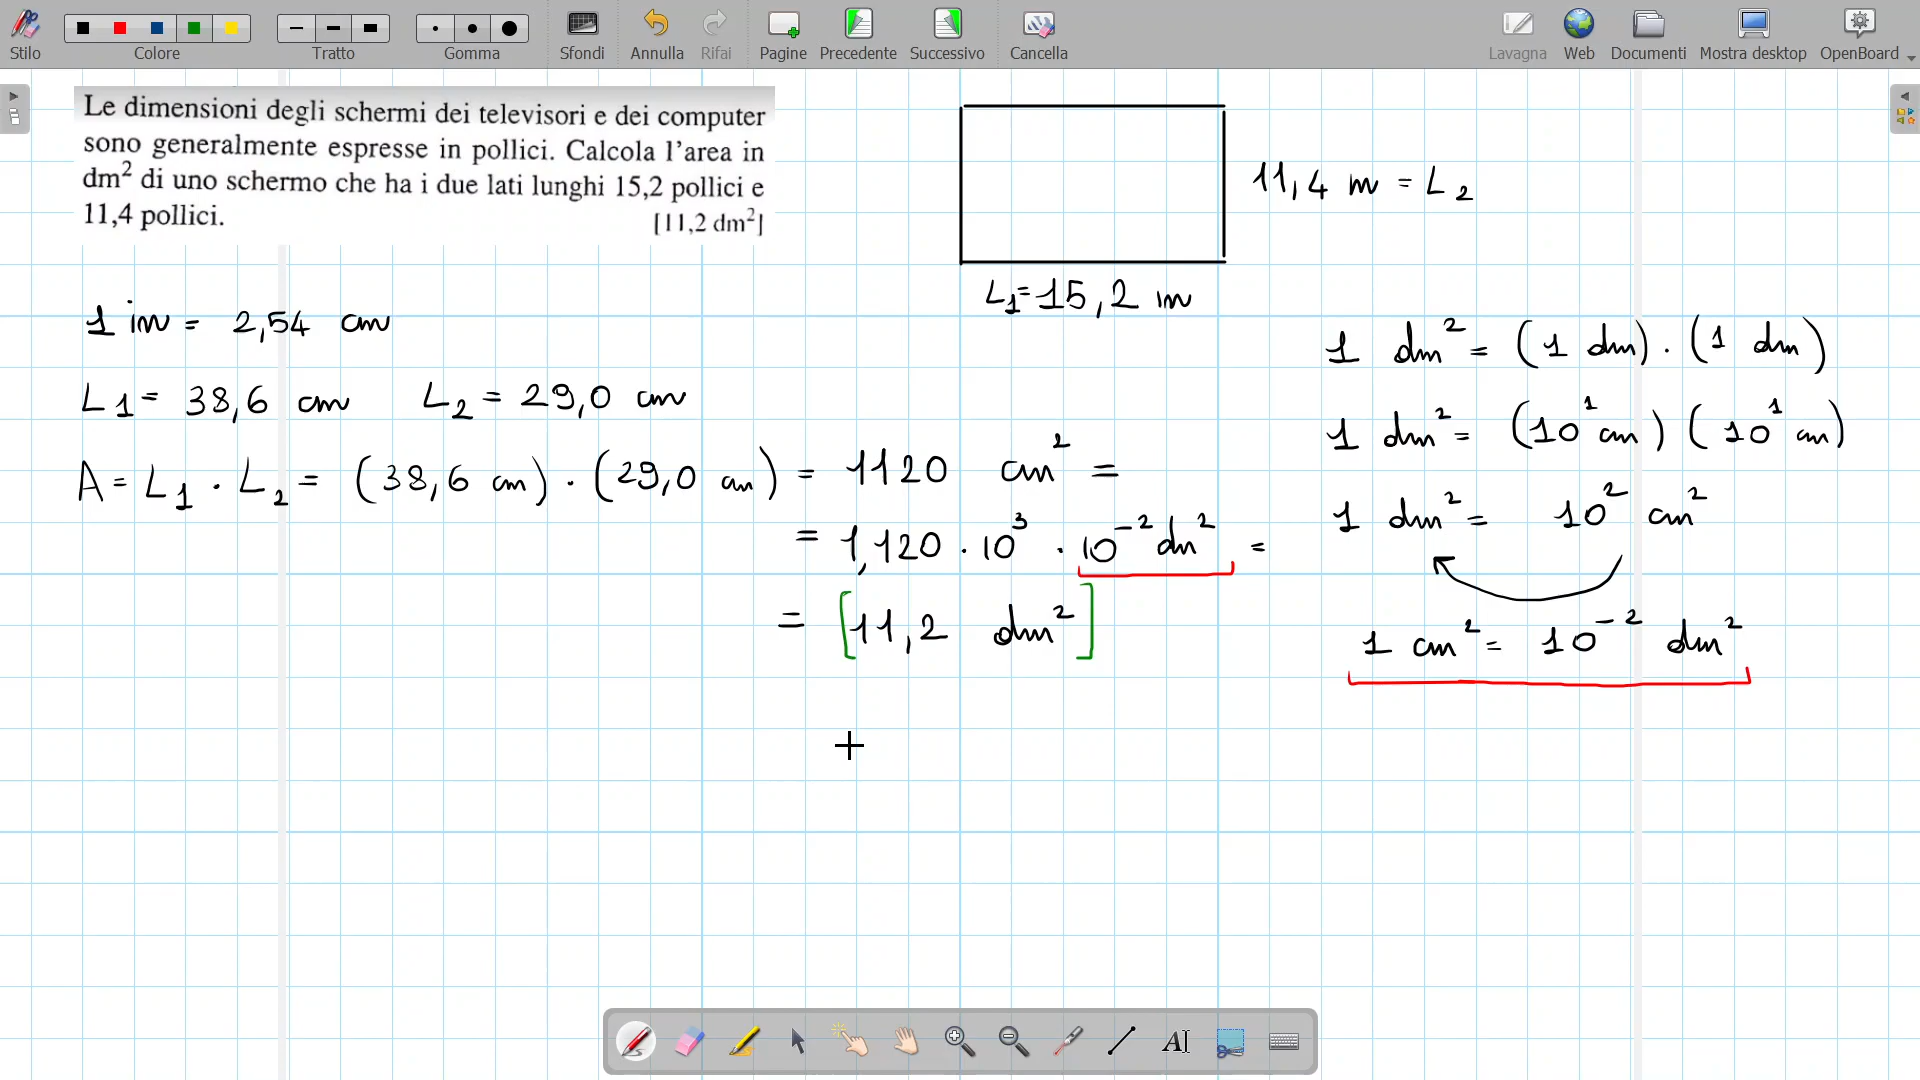 Stilo
Colore
Tratto
Gomma
Sfondi
Annulla
Rifai
Pagine
Precedente
Successivo
Cancella
Lavagna
Web
Documenti
Mostra desktop
OpenBoard
Le dimensioni degli schermi dei televisori e dei computer
sono generalmente espresse in pollici. Calcola l'area in
dm² di uno schermo che ha i due lati lunghi 15,2 pollici e
11,4 pollici. [11,2 dm²]
11,4 in = L₂
L₁=15,2 in
1 in = 2,54 cm
L₁ = 38,6 cm L₂ = 29,0 cm
A = L₁ · L₂ = (38,6 cm) · (29,0 cm) = 1120 cm² =
= 1,120 · 10³ · 10⁻² dm² =
= [11,2 dm²]
1 dm² = (1 dm) · (1 dm)
1 dm² = (10¹ cm) (10¹ cm)
1 dm² = 10² cm²
1 cm² = 10⁻² dm²